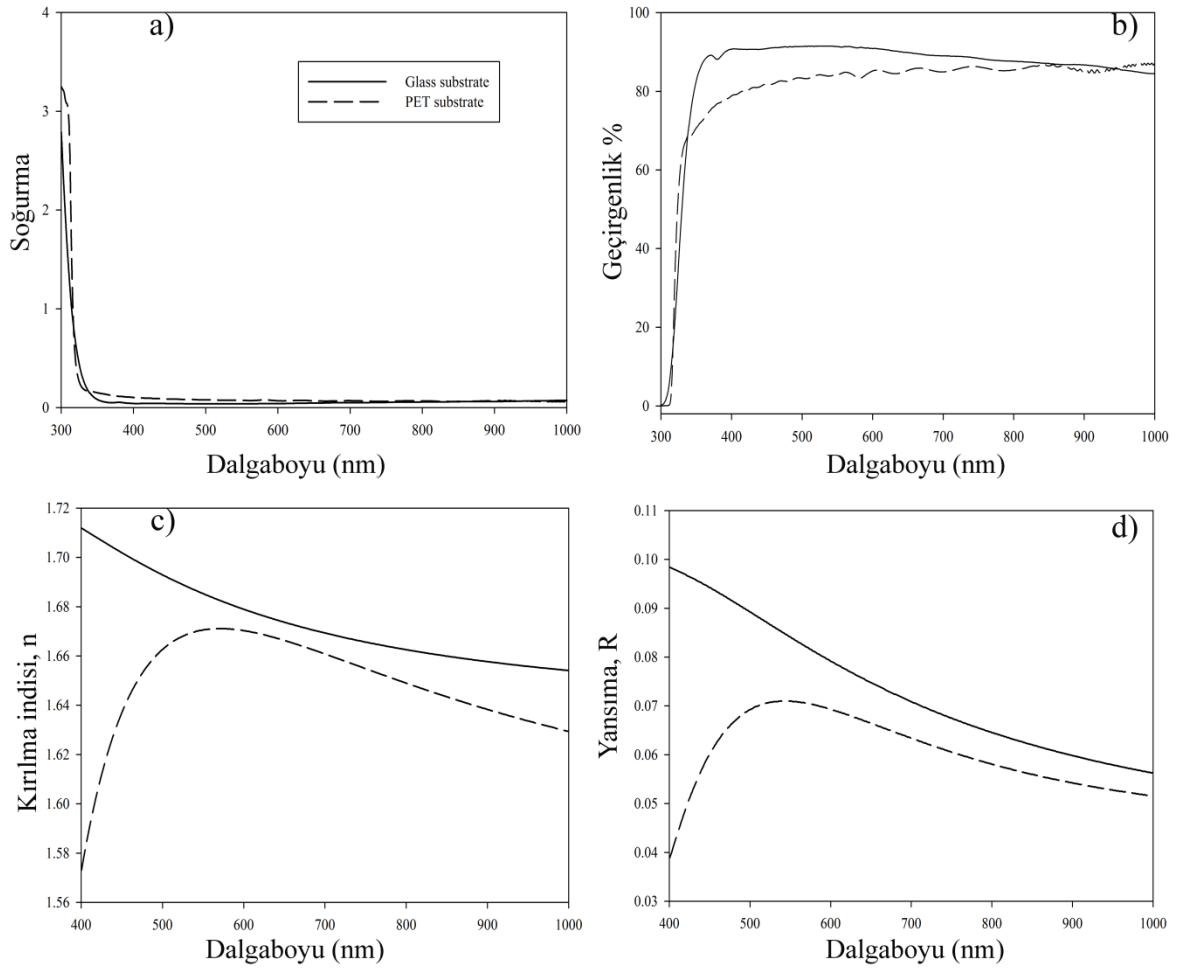 a)
Glass substrate
PET substrate
Soğurma
4
3
2
1
0
300 400 500 600 700 800 900 1000
Dalgaboyu (nm)
b)
Geçirgenlik %
100
80
60
40
20
0
300 400 500 600 700 800 900 1000
Dalgaboyu (nm)
c)
Kırılma indisi, n
1.72
1.70
1.68
1.66
1.64
1.62
1.60
1.58
1.56
400 500 600 700 800 900 1000
Dalgaboyu (nm)
d)
Yansıma, R
0.11
0.10
0.09
0.08
0.07
0.06
0.05
0.04
0.03
400 500 600 700 800 900 1000
Dalgaboyu (nm)